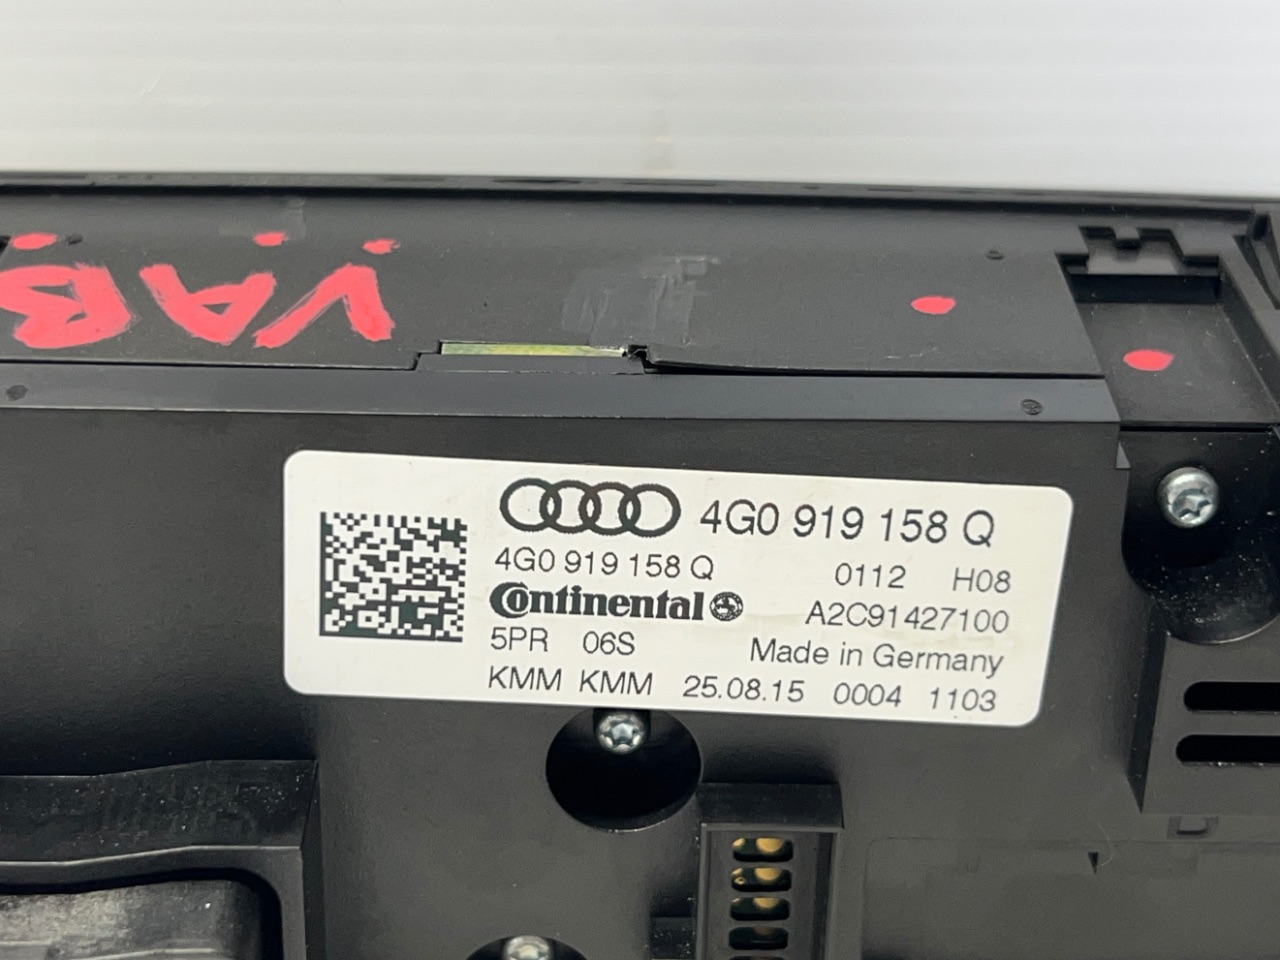 VAB
4G0 919 158 Q
4G0 919 158 Q 0112 H08
Continental A2C91427100
5PR 06S Made in Germany
KMM KMM 25.08.15 0004 1103